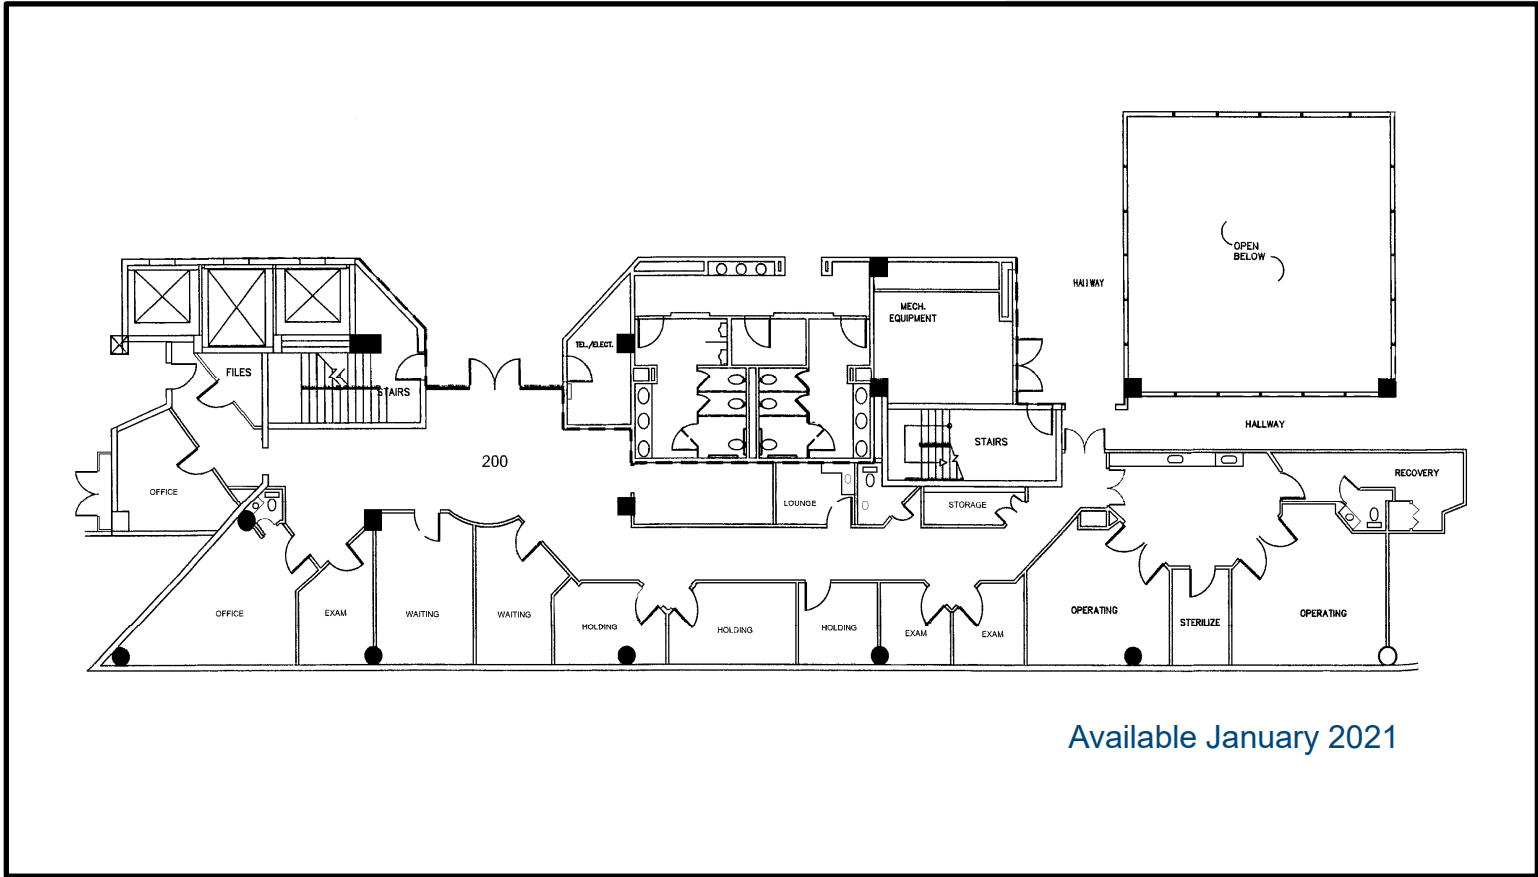 OPEN
BELOW
HALLWAY
MECH.
EQUIPMENT
TEL./ELECT.
FILES
STAIRS
HALLWAY
STAIRS
200
RECOVERY
OFFICE
LOUNGE
STORAGE
OFFICE
EXAM
WAITING
WAITING
HOLDING
HOLDING
HOLDING
EXAM
EXAM
OPERATING
STERILIZE
OPERATING
Available January 2021